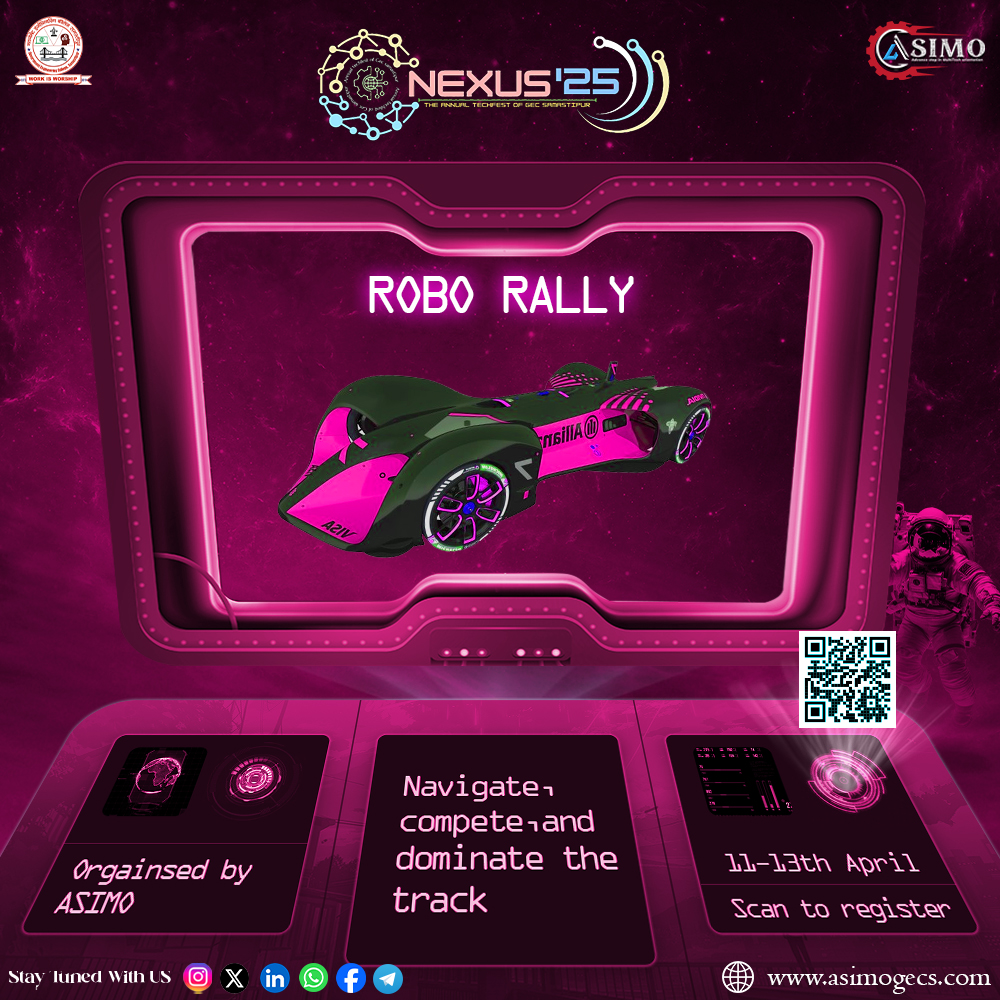 WORK IS WORSHIP
NEXUS'25
THE ANNUAL TECHFEST OF GEC SAMASTIPUR
ASIMO
ROBO RALLY
Allianz
VISA
Navigate,
compete,and
dominate the
track
Orgainsed by
ASIMO
11-13th April
Scan to register
Stay Tuned With US
www.asimogecs.com